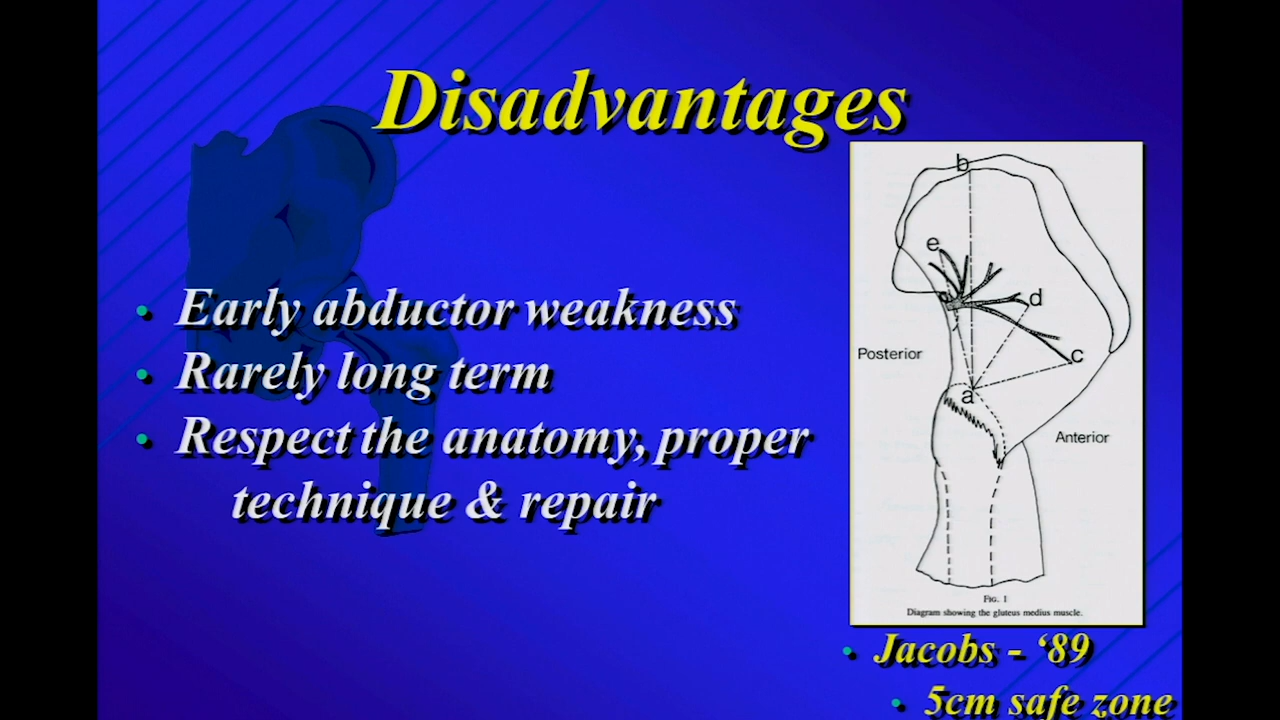 Disadvantages
• Early abductor weakness
• Rarely long term
• Respect the anatomy, proper
technique & repair
b
e
d
c
a
Posterior
Anterior
FIG. 1
Diagram showing the gluteus medius muscle.
• Jacobs - ‘89
• 5cm safe zone